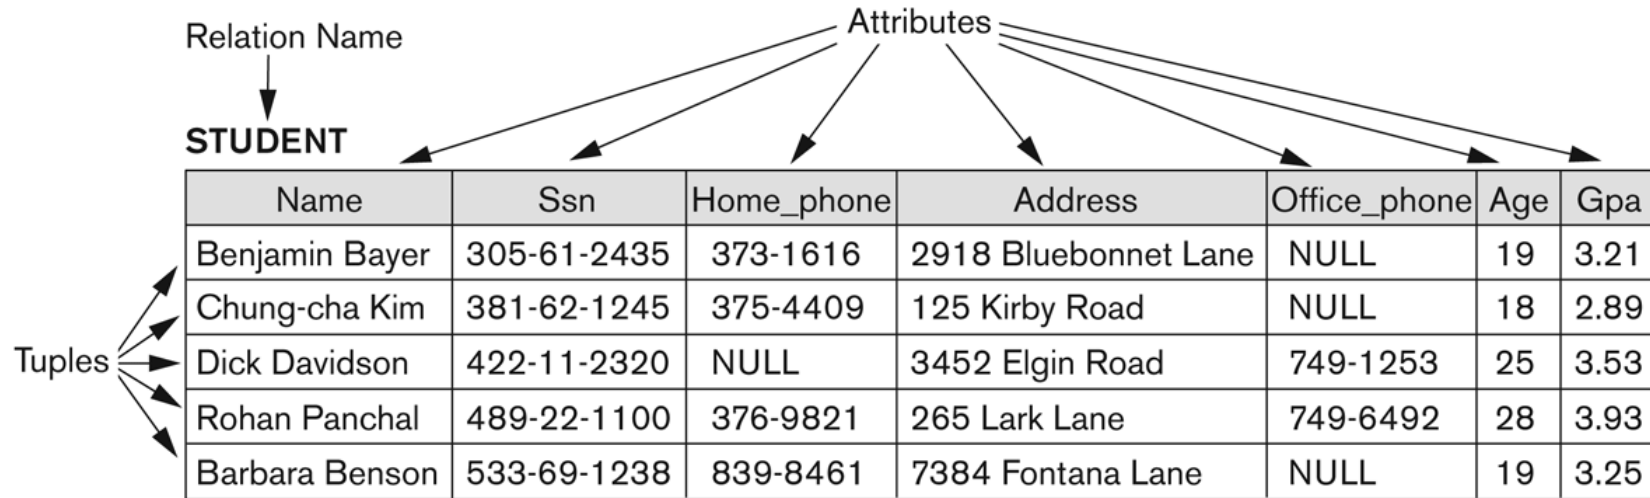 Attributes
Relation Name
STUDENT
Name Ssn Home_phone Address Office_phone Age Gpa
Benjamin Bayer 305-61-2435 373-1616 2918 Bluebonnet Lane NULL 19 3.21
Chung-cha Kim 381-62-1245 375-4409 125 Kirby Road NULL 18 2.89
Tuples
Dick Davidson 422-11-2320 NULL 3452 Elgin Road 749-1253 25 3.53
Rohan Panchal 489-22-1100 376-9821 265 Lark Lane 749-6492 28 3.93
Barbara Benson 533-69-1238 839-8461 7384 Fontana Lane NULL 19 3.25